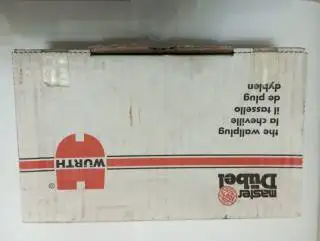 master
Dübel
WÜRTH
®
the wallplug
la cheville
il tassello
de plug
dyblen